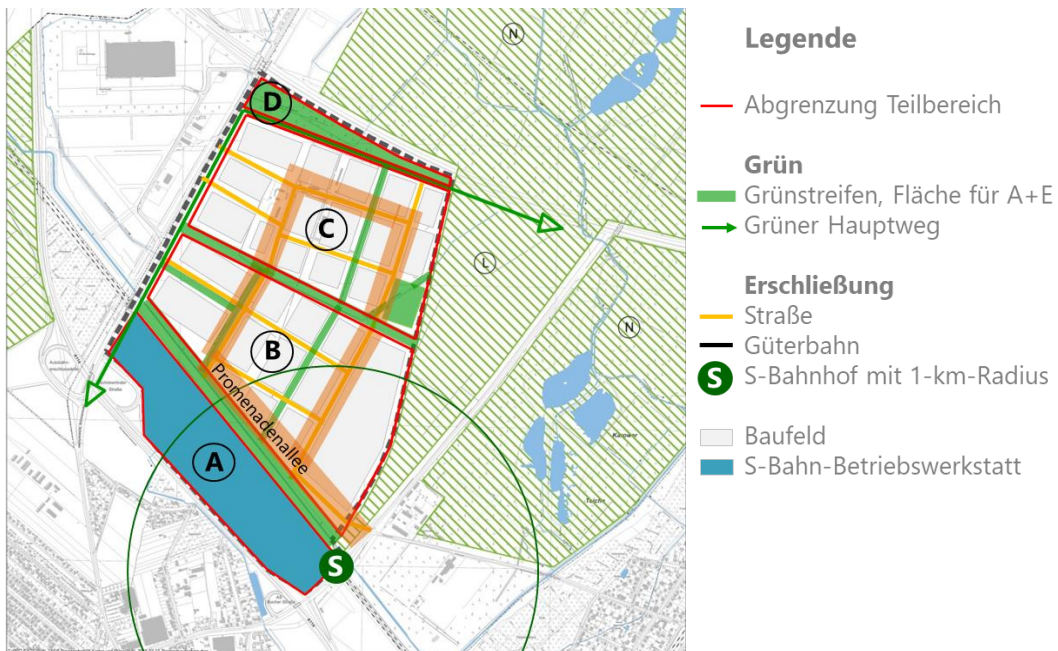 Legende
Abgrenzung Teilbereich
Grün
Grünstreifen, Fläche für A+E
Grüner Hauptweg
Erschließung
Straße
Güterbahn
S
S-Bahnhof mit 1-km-Radius
Baufeld
S-Bahn-Betriebswerkstatt
N
D
C
L
N
B
Promenadenallee
A
S